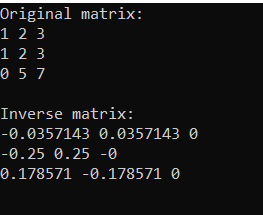 Original matrix:
1 2 3
1 2 3
0 5 7
Inverse matrix:
-0.0357143 0.0357143 0
-0.25 0.25 -0
0.178571 -0.178571 0